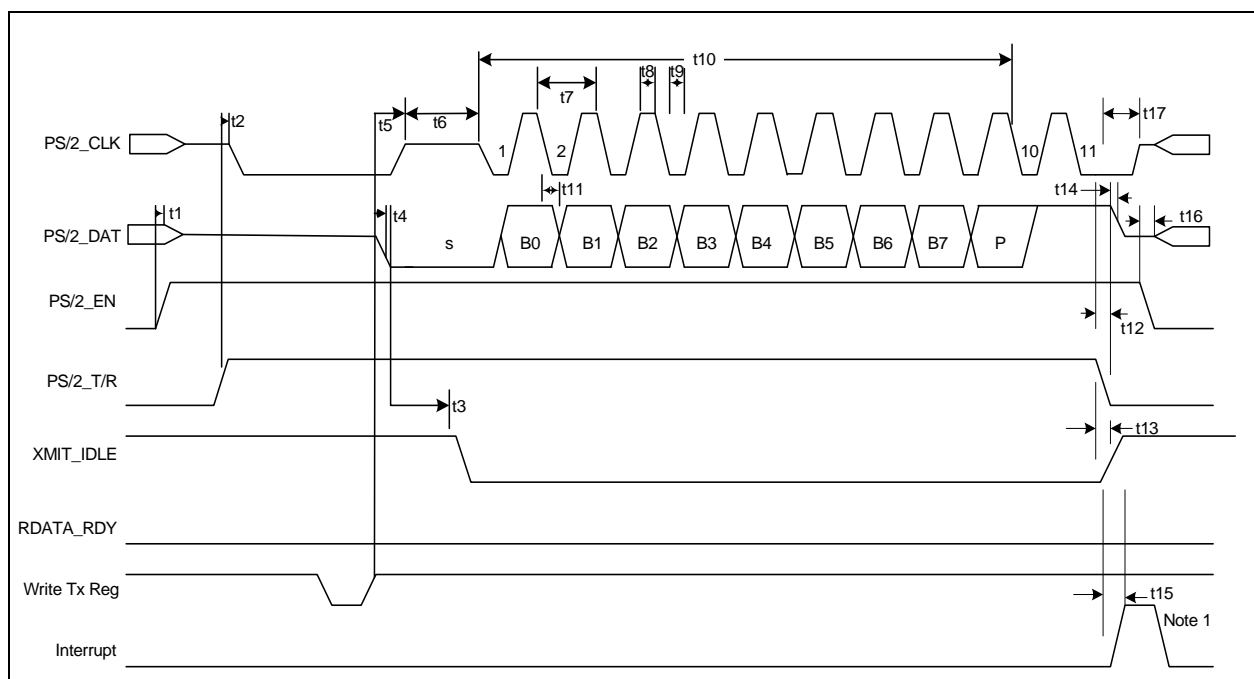 t10
t8
t9
t7
t17
t2
t5
t6
PS/2_CLK
1
2
10
11
t11
t14
t1
t4
t16
PS/2_DAT
s
B0
B1
B2
B3
B4
B5
B6
B7
P
PS/2_EN
t12
PS/2_T/R
t3
t13
XMIT_IDLE
RDATA_RDY
Write Tx Reg
t15
Note 1
Interrupt